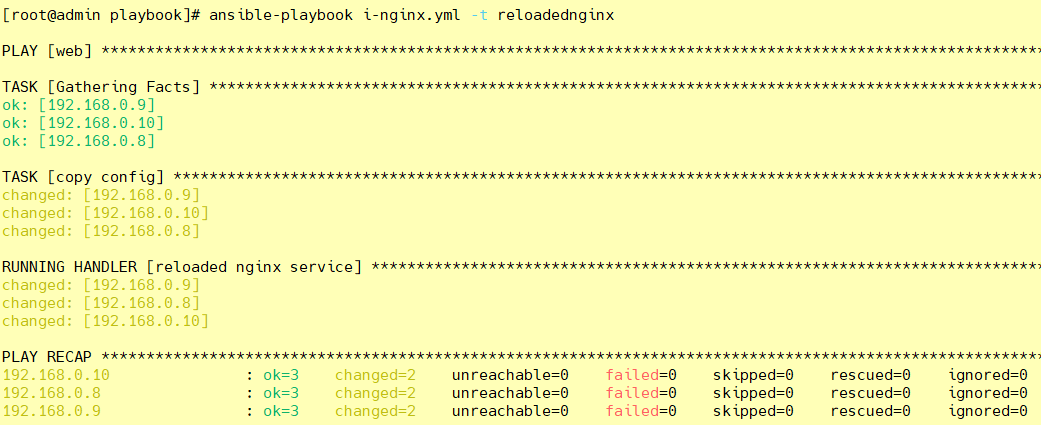 [root@admin playbook]# ansible-playbook i-nginx.yml -t reloadednginx
PLAY [web] ********************************************************************************************************
TASK [Gathering Facts] ********************************************************************************************
ok: [192.168.0.9]
ok: [192.168.0.10]
ok: [192.168.0.8]
TASK [copy config] ************************************************************************************************
changed: [192.168.0.9]
changed: [192.168.0.10]
changed: [192.168.0.8]
RUNNING HANDLER [reloaded nginx service] **************************************************************************
changed: [192.168.0.9]
changed: [192.168.0.8]
changed: [192.168.0.10]
PLAY RECAP ********************************************************************************************************
192.168.0.10               : ok=3    changed=2    unreachable=0    failed=0    skipped=0    rescued=0    ignored=0
192.168.0.8                : ok=3    changed=2    unreachable=0    failed=0    skipped=0    rescued=0    ignored=0
192.168.0.9                : ok=3    changed=2    unreachable=0    failed=0    skipped=0    rescued=0    ignored=0